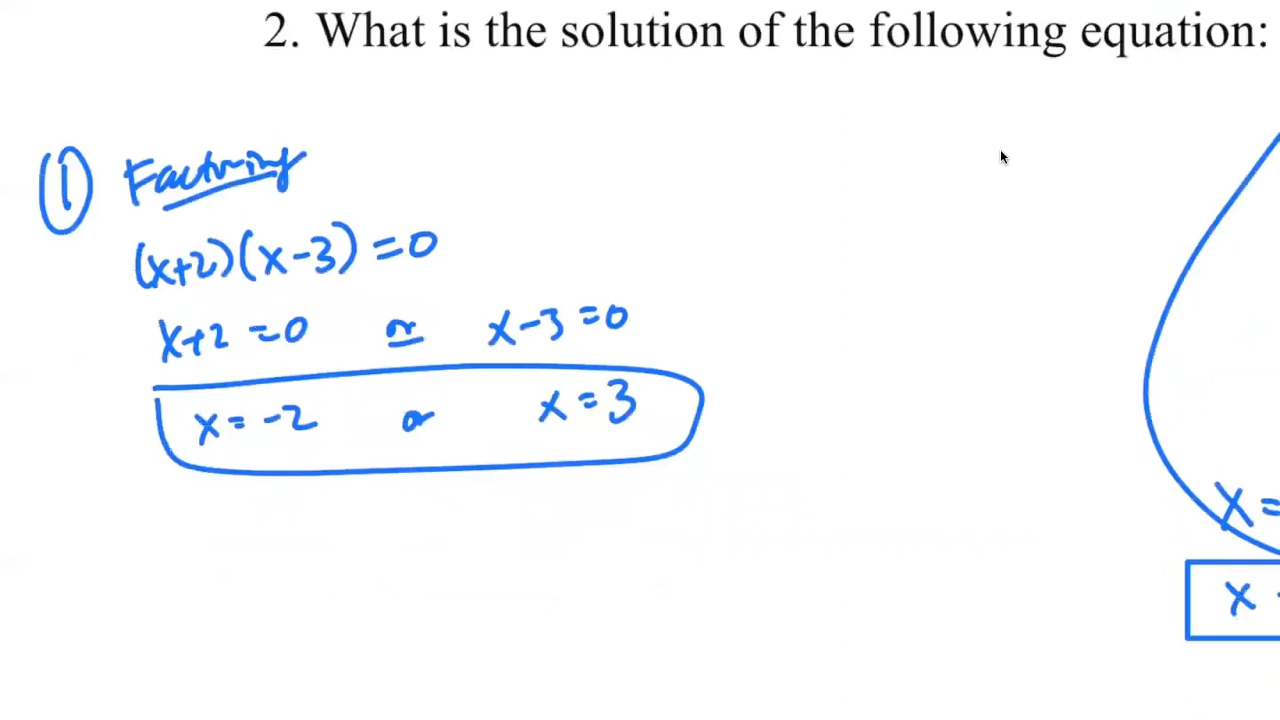 2. What is the solution of the following equation:
① Factoring
(x+2)(x-3)=0
x+2=0 or x-3=0
x=-2 or x=3
x=
x